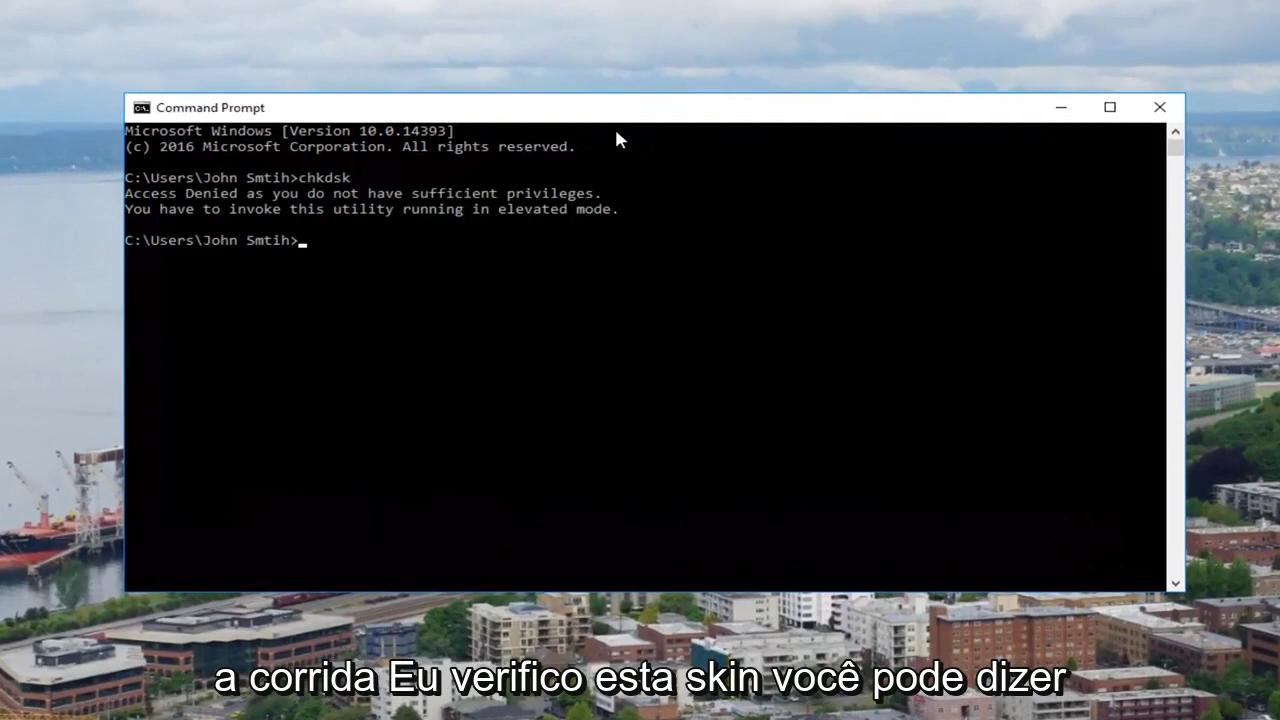 Command Prompt
Microsoft Windows [Version 10.0.14393]
(c) 2016 Microsoft Corporation. All rights reserved.
C:\Users\John Smtih>chkdsk
Access Denied as you do not have sufficient privileges.
You have to invoke this utility running in elevated mode.
C:\Users\John Smtih>
a corrida Eu verifico esta skin você pode dizer